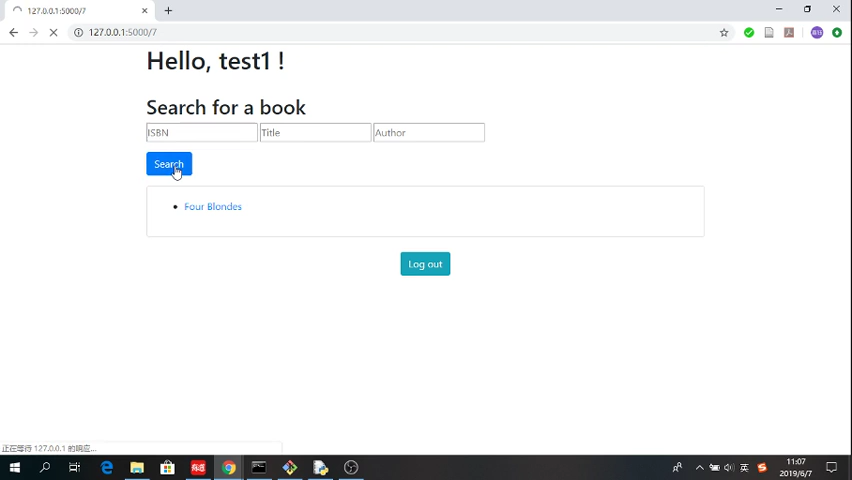 127.0.0.1:5000/7
127.0.0.1:5000/7
Hello, test1 !
Search for a book
ISBN Title Author
Search
Four Blondes
Log out
正在等待 127.0.0.1 的响应...
英
11:07
2019/6/7